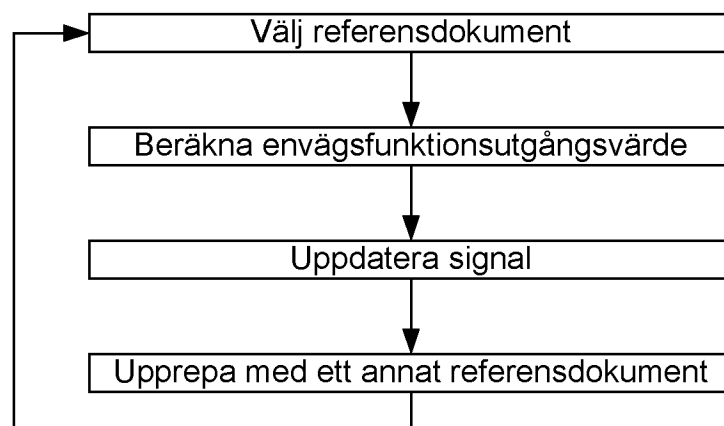 Välj referensdokument
Beräkna envägsfunktionsutgångsvärde
Uppdatera signal
Upprepa med ett annat referensdokument